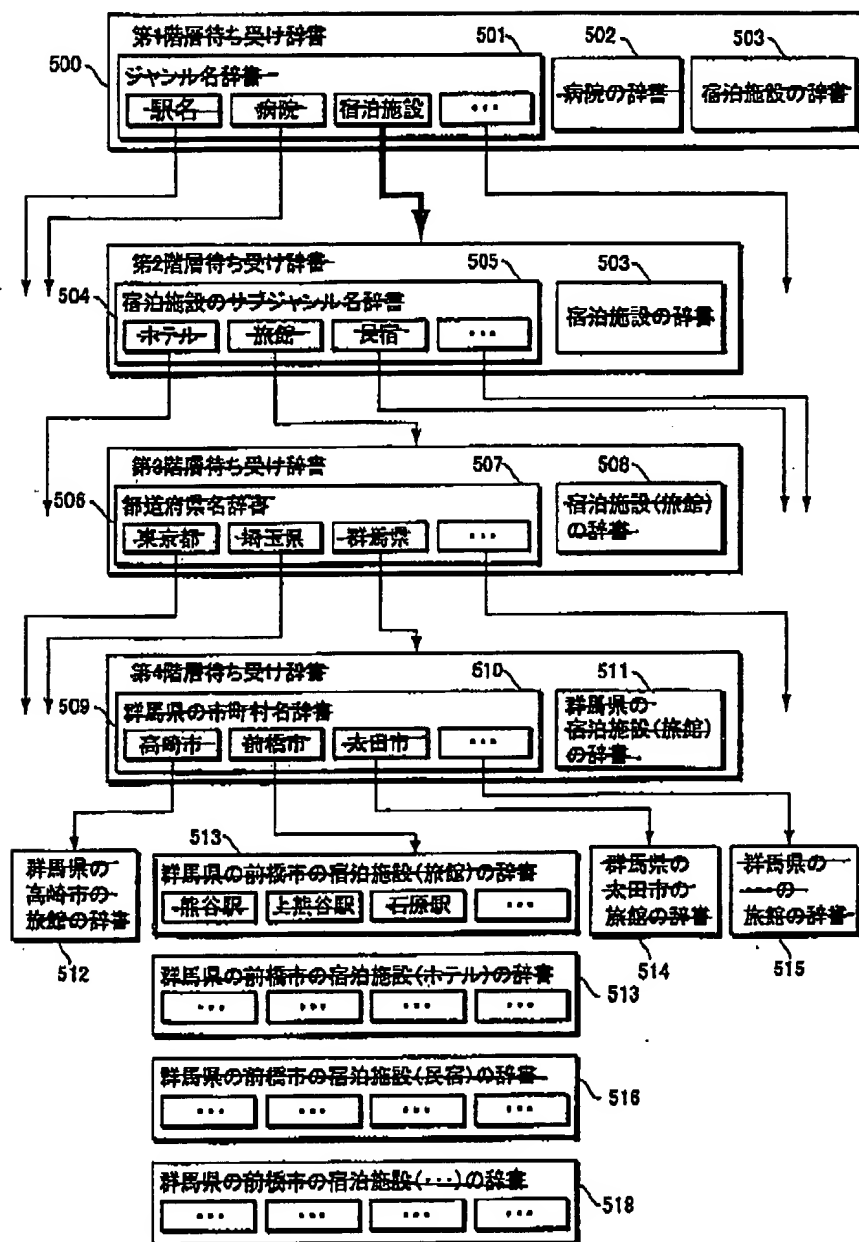 第1階層待ち受け辞書
501
502
503
500
ジャンル名辞書
駅名 病院 宿泊施設 ・・・
病院の辞書
宿泊施設の辞書
第2階層待ち受け辞書
505
503
504
宿泊施設のサブジャンル名辞書
ホテル 旅館 民宿 ・・・
宿泊施設の辞書
第3階層待ち受け辞書
507
508
506
都道府県名辞書
東京都 埼玉県 群馬県 ・・・
宿泊施設(旅館)
の辞書
第4階層待ち受け辞書
510
511
509
群馬県の市町村名辞書
高崎市 前橋市 太田市 ・・・
群馬県の
宿泊施設(旅館)
の辞書
群馬県の
高崎市の
旅館の辞書
512
513
群馬県の前橋市の宿泊施設(旅館)の辞書
熊谷駅 上熊谷駅 石原駅 ・・・
群馬県の
太田市の
旅館の辞書
514
群馬県の
・・・の
旅館の辞書
515
群馬県の前橋市の宿泊施設(ホテル)の辞書
・・・ ・・・ ・・・ ・・・
513
群馬県の前橋市の宿泊施設(民宿)の辞書
・・・ ・・・ ・・・ ・・・
516
群馬県の前橋市の宿泊施設(・・・)の辞書
・・・ ・・・ ・・・ ・・・
518